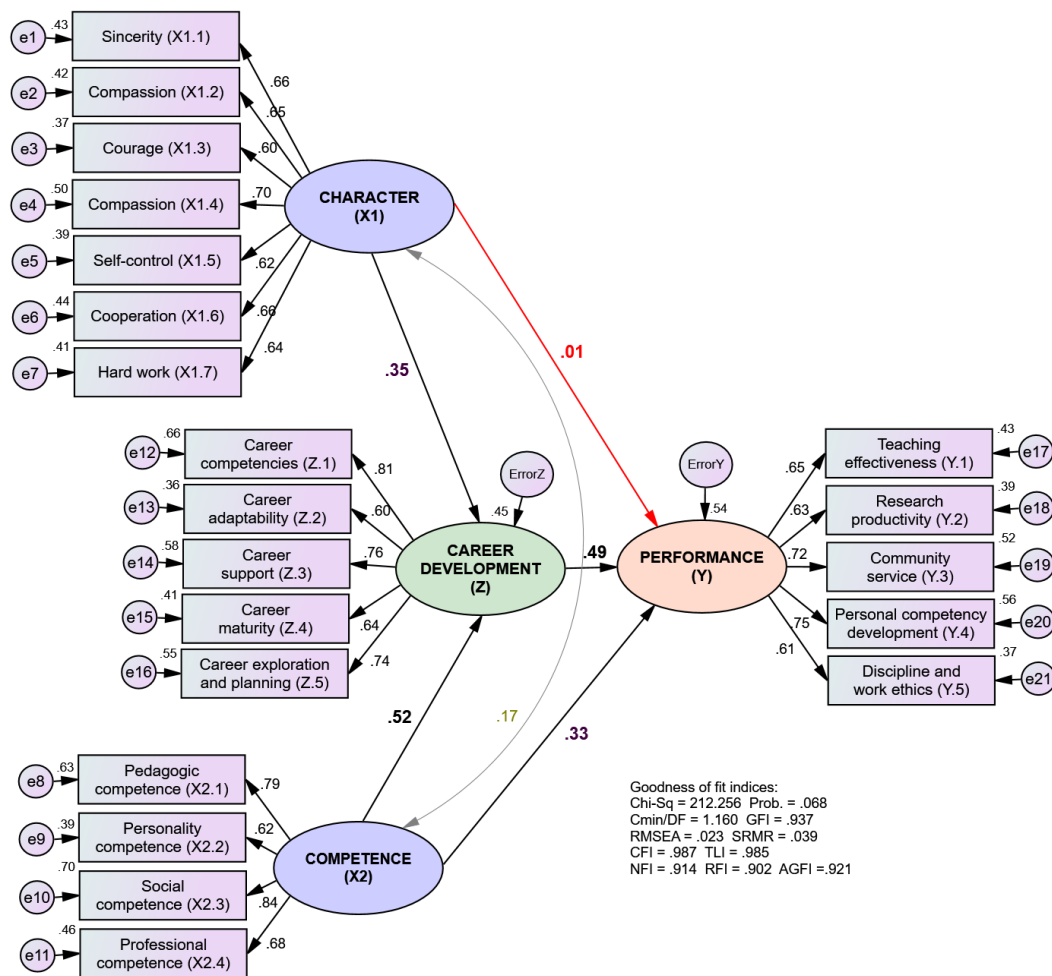 e1
.43
Sincerity (X1.1)
e2
.42
Compassion (X1.2)
e3
.37
Courage (X1.3)
e4
.50
Compassion (X1.4)
e5
.39
Self-control (X1.5)
e6
.44
Cooperation (X1.6)
e7
.41
Hard work (X1.7)
.66
.65
.60
.70
.62
.66
.64
CHARACTER
(X1)
.01
.35
e12
.66
Career
competencies (Z.1)
e13
.36
Career
adaptability (Z.2)
e14
.58
Career
support (Z.3)
e15
.41
Career
maturity (Z.4)
e16
.55
Career exploration
and planning (Z.5)
.81
.60
.76
.64
.74
ErrorZ
.45
CAREER
DEVELOPMENT
(Z)
.49
ErrorY
.54
PERFORMANCE
(Y)
.65
.63
.72
.75
.61
Teaching
effectiveness (Y.1)
.43
e17
Research
productivity (Y.2)
.39
e18
Community
service (Y.3)
.52
e19
Personal competency
development (Y.4)
.56
e20
Discipline and
work ethics (Y.5)
.37
e21
.52
.17
.33
e8
.63
Pedagogic
competence (X2.1)
e9
.39
Personality
competence (X2.2)
e10
.70
Social
competence (X2.3)
e11
.46
Professional
competence (X2.4)
.79
.62
.84
.68
COMPETENCE
(X2)
Goodness of fit indices:
Chi-Sq = 212.256 Prob. = .068
Cmin/DF = 1.160 GFI = .937
RMSEA = .023 SRMR = .039
CFI = .987 TLI = .985
NFI = .914 RFI = .902 AGFI =.921